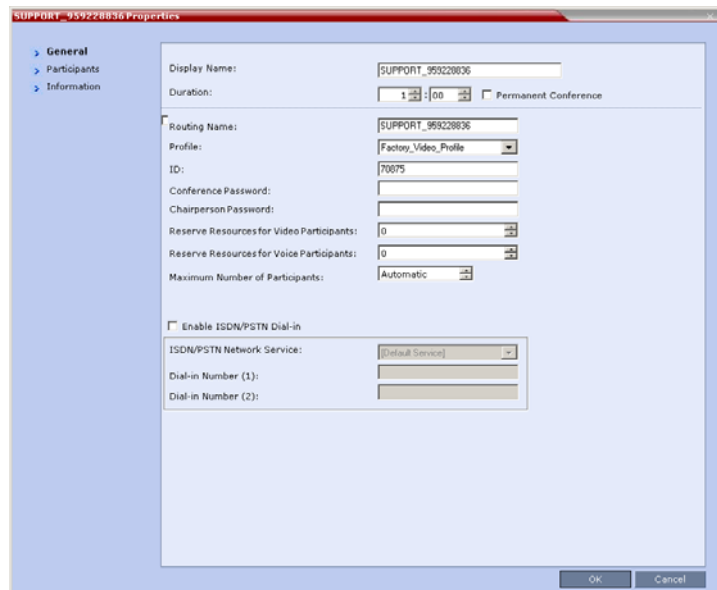 SUPPORT_959228836 Properties
General
Participants
Information
Display Name: SUPPORT_959228836
Duration: 1 : 00 Permanent Conference
Routing Name: SUPPORT_959228836
Profile: Factory_Video_Profile
ID: 70875
Conference Password:
Chairperson Password:
Reserve Resources for Video Participants: 0
Reserve Resources for Voice Participants: 0
Maximum Number of Participants: Automatic
Enable ISDN/PSTN Dial-in
ISDN/PSTN Network Service: [Default Service]
Dial-in Number (1):
Dial-in Number (2):
OK Cancel